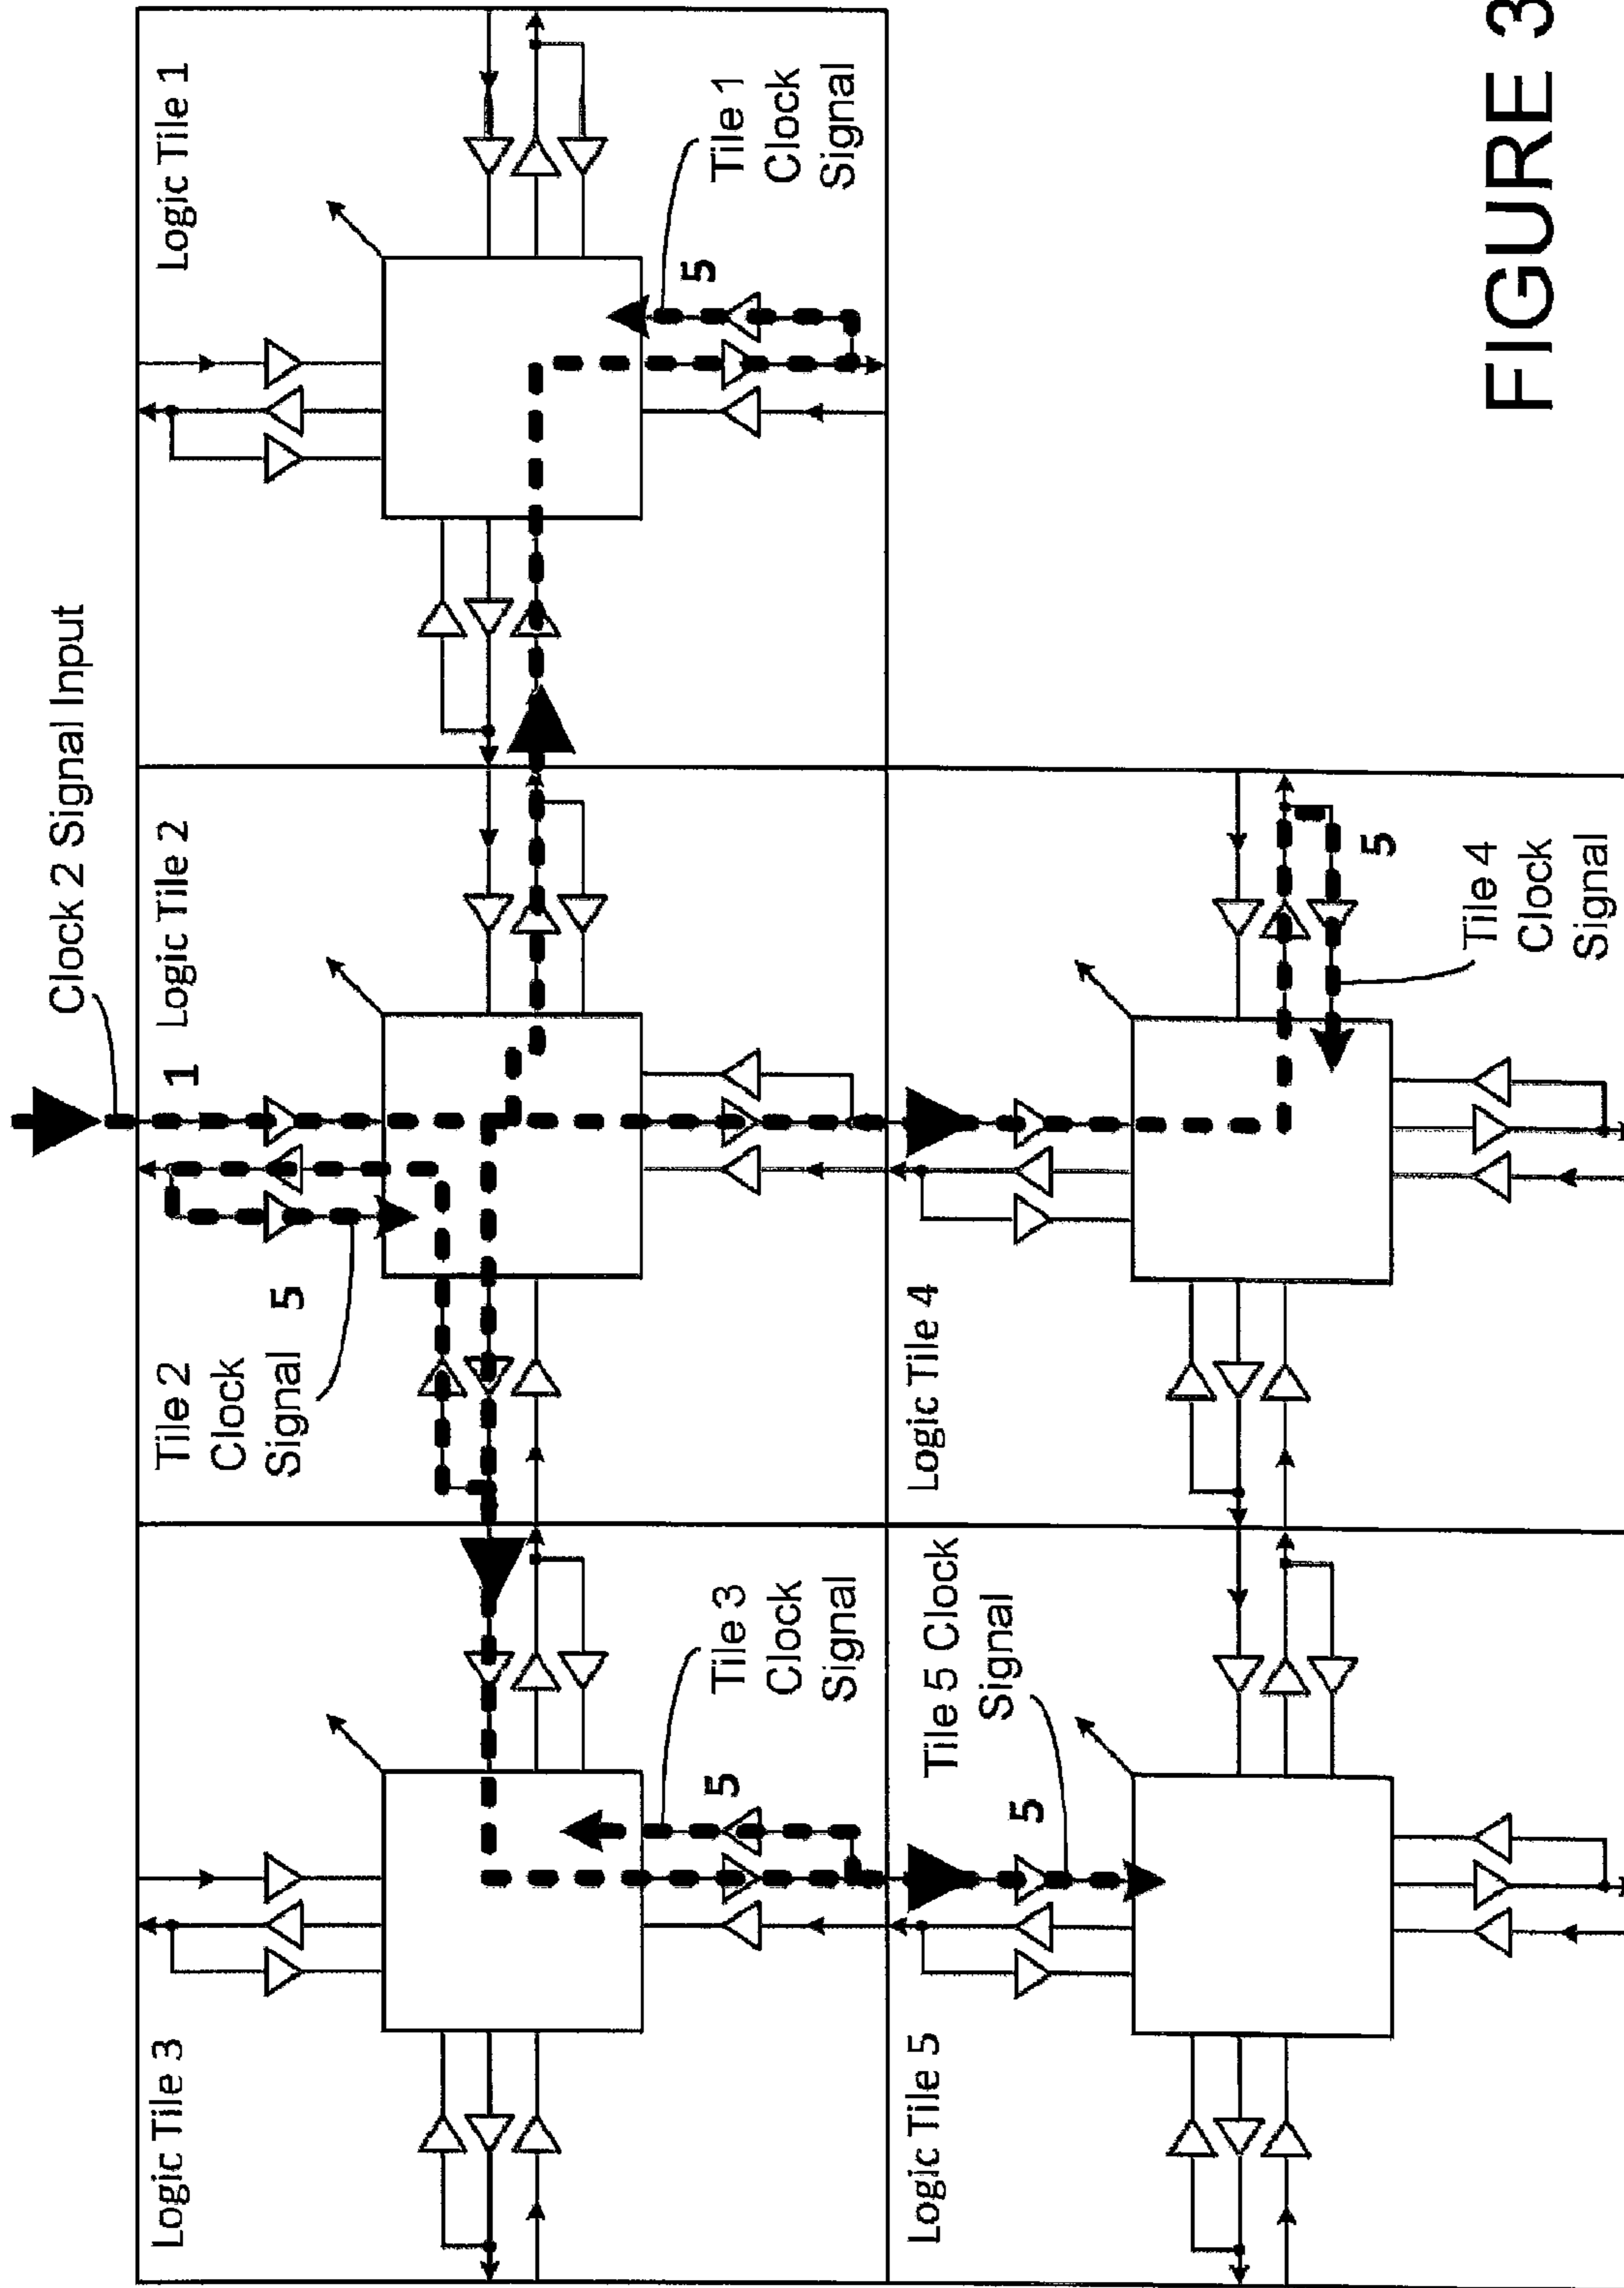 Clock 2 Signal Input
Logic Tile 3
Tile 2
Clock
Signal
5
1
Logic Tile 2
Logic Tile 1
5
Tile 3
Clock
Signal
5
Tile 1
Clock
Signal
Logic Tile 5
Tile 5 Clock
Signal
5
Logic Tile 4
5
Tile 4
Clock
Signal
FIGURE 3